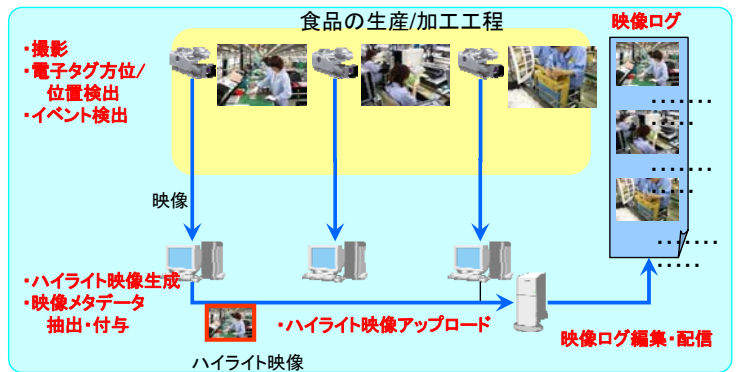 食品の生産/加工工程
映像ログ
・撮影
・電子タグ方位/
位置検出
・イベント検出
映像
・ハイライト映像生成
・映像メタデータ
抽出・付与
・ハイライト映像アップロード
映像ログ編集・配信
ハイライト映像